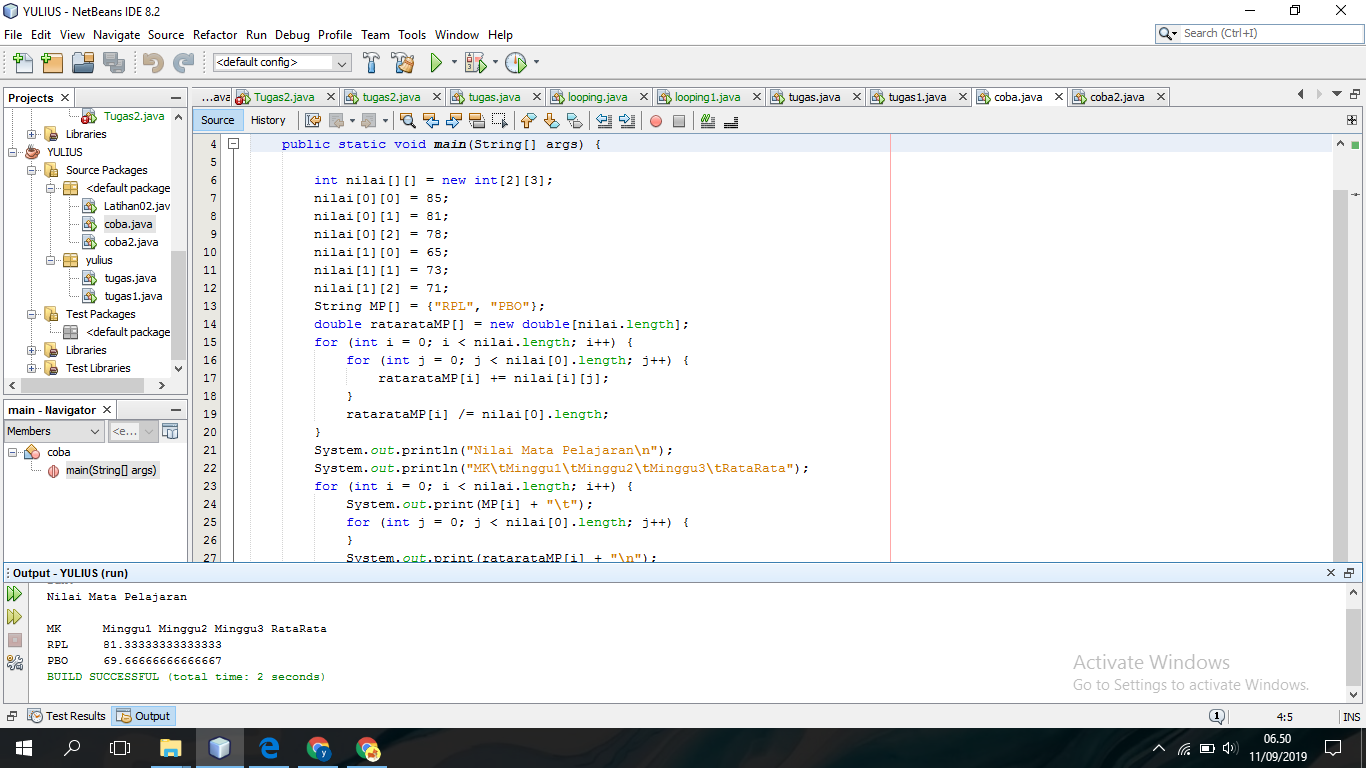 YULIUS - NetBeans IDE 8.2
File Edit View Navigate Source Refactor Run Debug Profile Team Tools Window Help
Search (Ctrl+I)
<default config>
Projects
...ava Tugas2.java tugas2.java tugas.java looping.java looping1.java tugas.java tugas1.java coba.java coba2.java
Source History
Tugas2.java
Libraries
YULIUS
Source Packages
<default package
Latihan02.jav
coba.java
coba2.java
yulius
tugas.java
tugas1.java
Test Packages
<default package
Libraries
Test Libraries
main - Navigator
Members <e...
coba
main(String[] args)
4 public static void main(String[] args) {
5
6 int nilai[][] = new int[2][3];
7 nilai[0][0] = 85;
8 nilai[0][1] = 81;
9 nilai[0][2] = 78;
10 nilai[1][0] = 65;
11 nilai[1][1] = 73;
12 nilai[1][2] = 71;
13 String MP[] = {"RPL", "PBO"};
14 double ratarataMP[] = new double[nilai.length];
15 for (int i = 0; i < nilai.length; i++) {
16 for (int j = 0; j < nilai[0].length; j++) {
17 ratarataMP[i] += nilai[i][j];
18 }
19 ratarataMP[i] /= nilai[0].length;
20 }
21 System.out.println("Nilai Mata Pelajaran\n");
22 System.out.println("MK\tMinggu1\tMinggu2\tMinggu3\tRataRata");
23 for (int i = 0; i < nilai.length; i++) {
24 System.out.print(MP[i] + "\t");
25 for (int j = 0; j < nilai[0].length; j++) {
26 }
27 System.out.print(ratarataMP[i] + "\n");
Output - YULIUS (run)
Nilai Mata Pelajaran
MK Minggu1 Minggu2 Minggu3 RataRata
RPL 81.33333333333333
PBO 69.66666666666667
BUILD SUCCESSFUL (total time: 2 seconds)
Activate Windows
Go to Settings to activate Windows.
Test Results Output
1 4:5 INS
06.50
11/09/2019